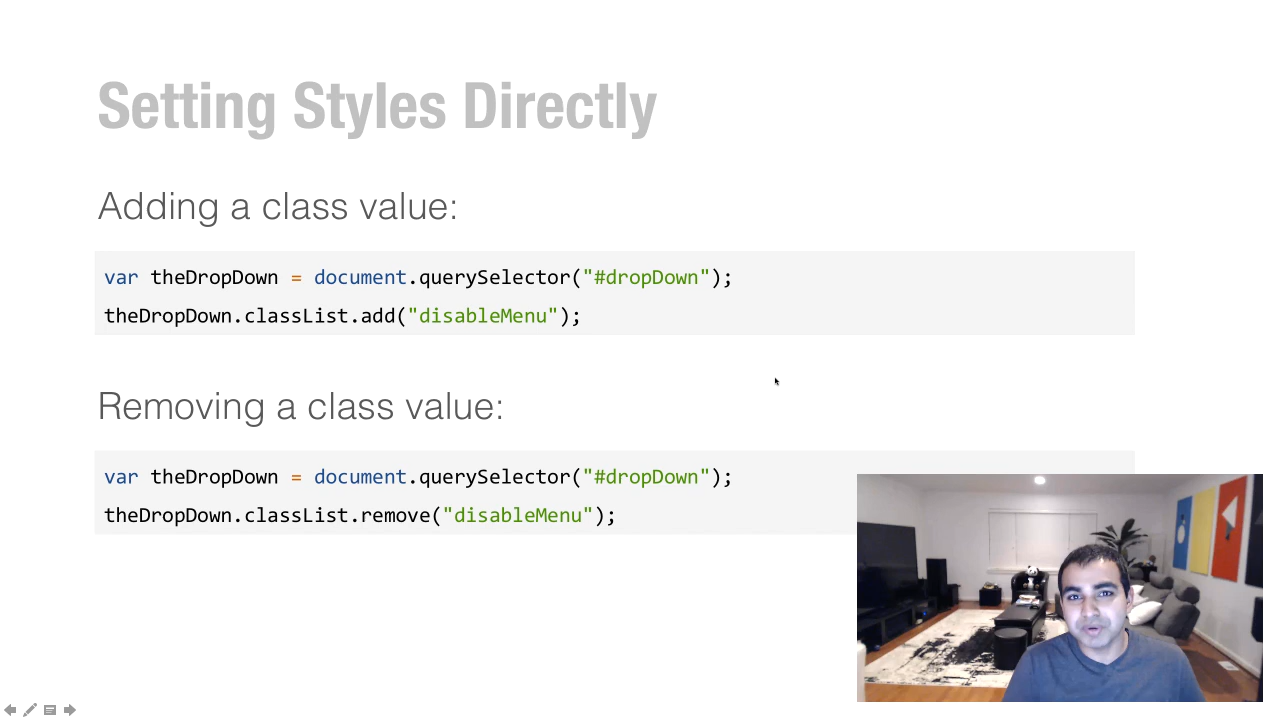 Setting Styles Directly
Adding a class value:
var theDropDown = document.querySelector("#dropDown");
theDropDown.classList.add("disableMenu");
Removing a class value:
var theDropDown = document.querySelector("#dropDown");
theDropDown.classList.remove("disableMenu");